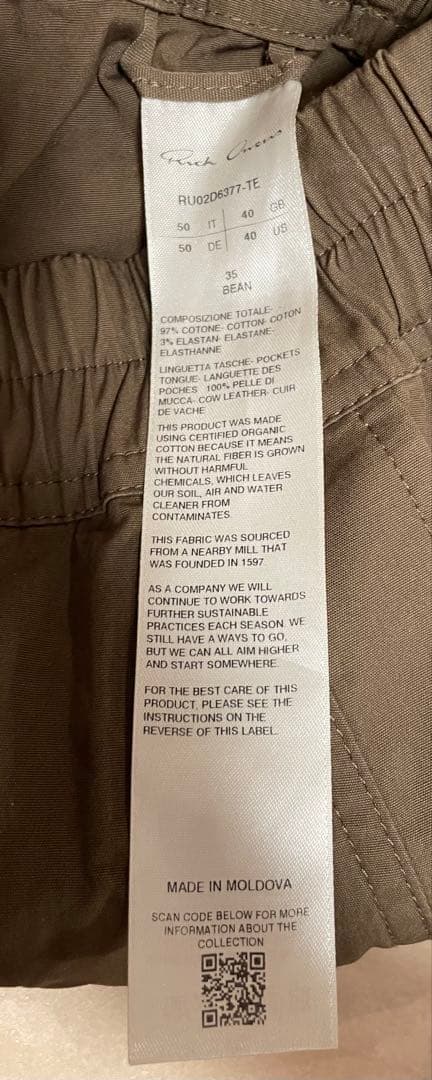 Rick Owens
RU02D6377-TE
50 IT 40 GB
50 DE 40 US
35
BEAN
COMPOSIZIONE TOTALE-
97% COTONE- COTTON- COTON
3% ELASTAN- ELASTANE-
ELASTHANNE
LINGUETTA TASCHE- POCKETS
TONGUE- LANGUETTE DES
POCHES 100% PELLE DI
MUCCA- COW LEATHER- CUIR
DE VACHE
THIS PRODUCT WAS MADE
USING CERTIFIED ORGANIC
COTTON BECAUSE IT MEANS
THE NATURAL FIBER IS GROWN
WITHOUT HARMFUL
CHEMICALS, WHICH LEAVES
OUR SOIL, AIR AND WATER
CLEANER FROM
CONTAMINATES.
THIS FABRIC WAS SOURCED
FROM A NEARBY MILL THAT
WAS FOUNDED IN 1597.
AS A COMPANY WE WILL
CONTINUE TO WORK TOWARDS
FURTHER SUSTAINABLE
PRACTICES EACH SEASON. WE
STILL HAVE A WAYS TO GO,
BUT WE CAN ALL AIM HIGHER
AND START SOMEWHERE.
FOR THE BEST CARE OF THIS
PRODUCT, PLEASE SEE THE
INSTRUCTIONS ON THE
REVERSE OF THIS LABEL.
MADE IN MOLDOVA
SCAN CODE BELOW FOR MORE
INFORMATION ABOUT THE
COLLECTION